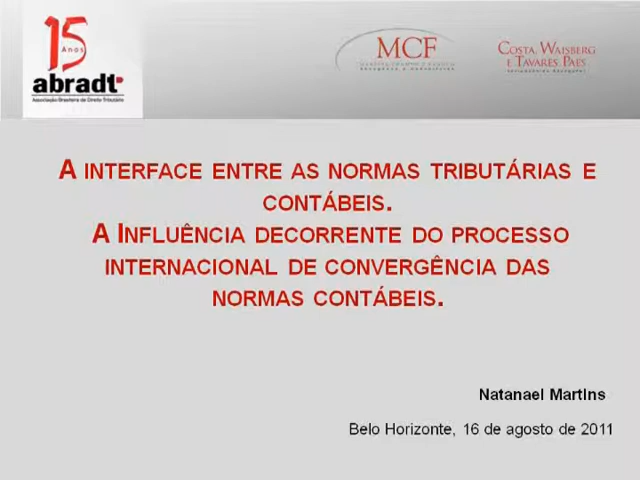 15
Anos
abradt
Associação Brasileira de Direito Tributário
MCF
COSTA, WAISBERG
E TAVARES PAES
A INTERFACE ENTRE AS NORMAS TRIBUTÁRIAS E
CONTÁBEIS.
A INFLUÊNCIA DECORRENTE DO PROCESSO
INTERNACIONAL DE CONVERGÊNCIA DAS
NORMAS CONTÁBEIS.
Natanael Martins
Belo Horizonte, 16 de agosto de 2011